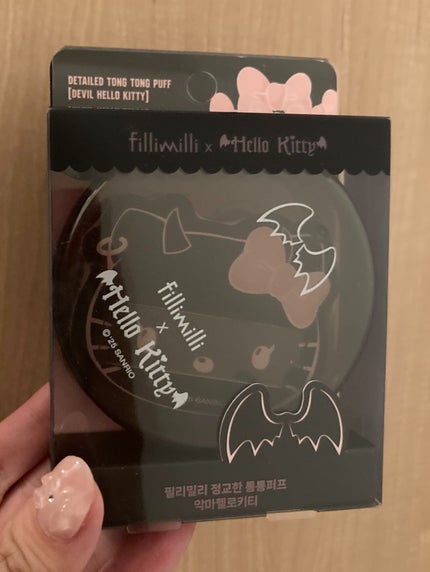 DETAILED TONG TONG PUFF
[DEVIL HELLO KITTY]
fillimilli x Hello Kitty
fillimilli
x
Hello Kitty
© '25 SANRIO
필리밀리 정교한 통통퍼프
악마헬로키티